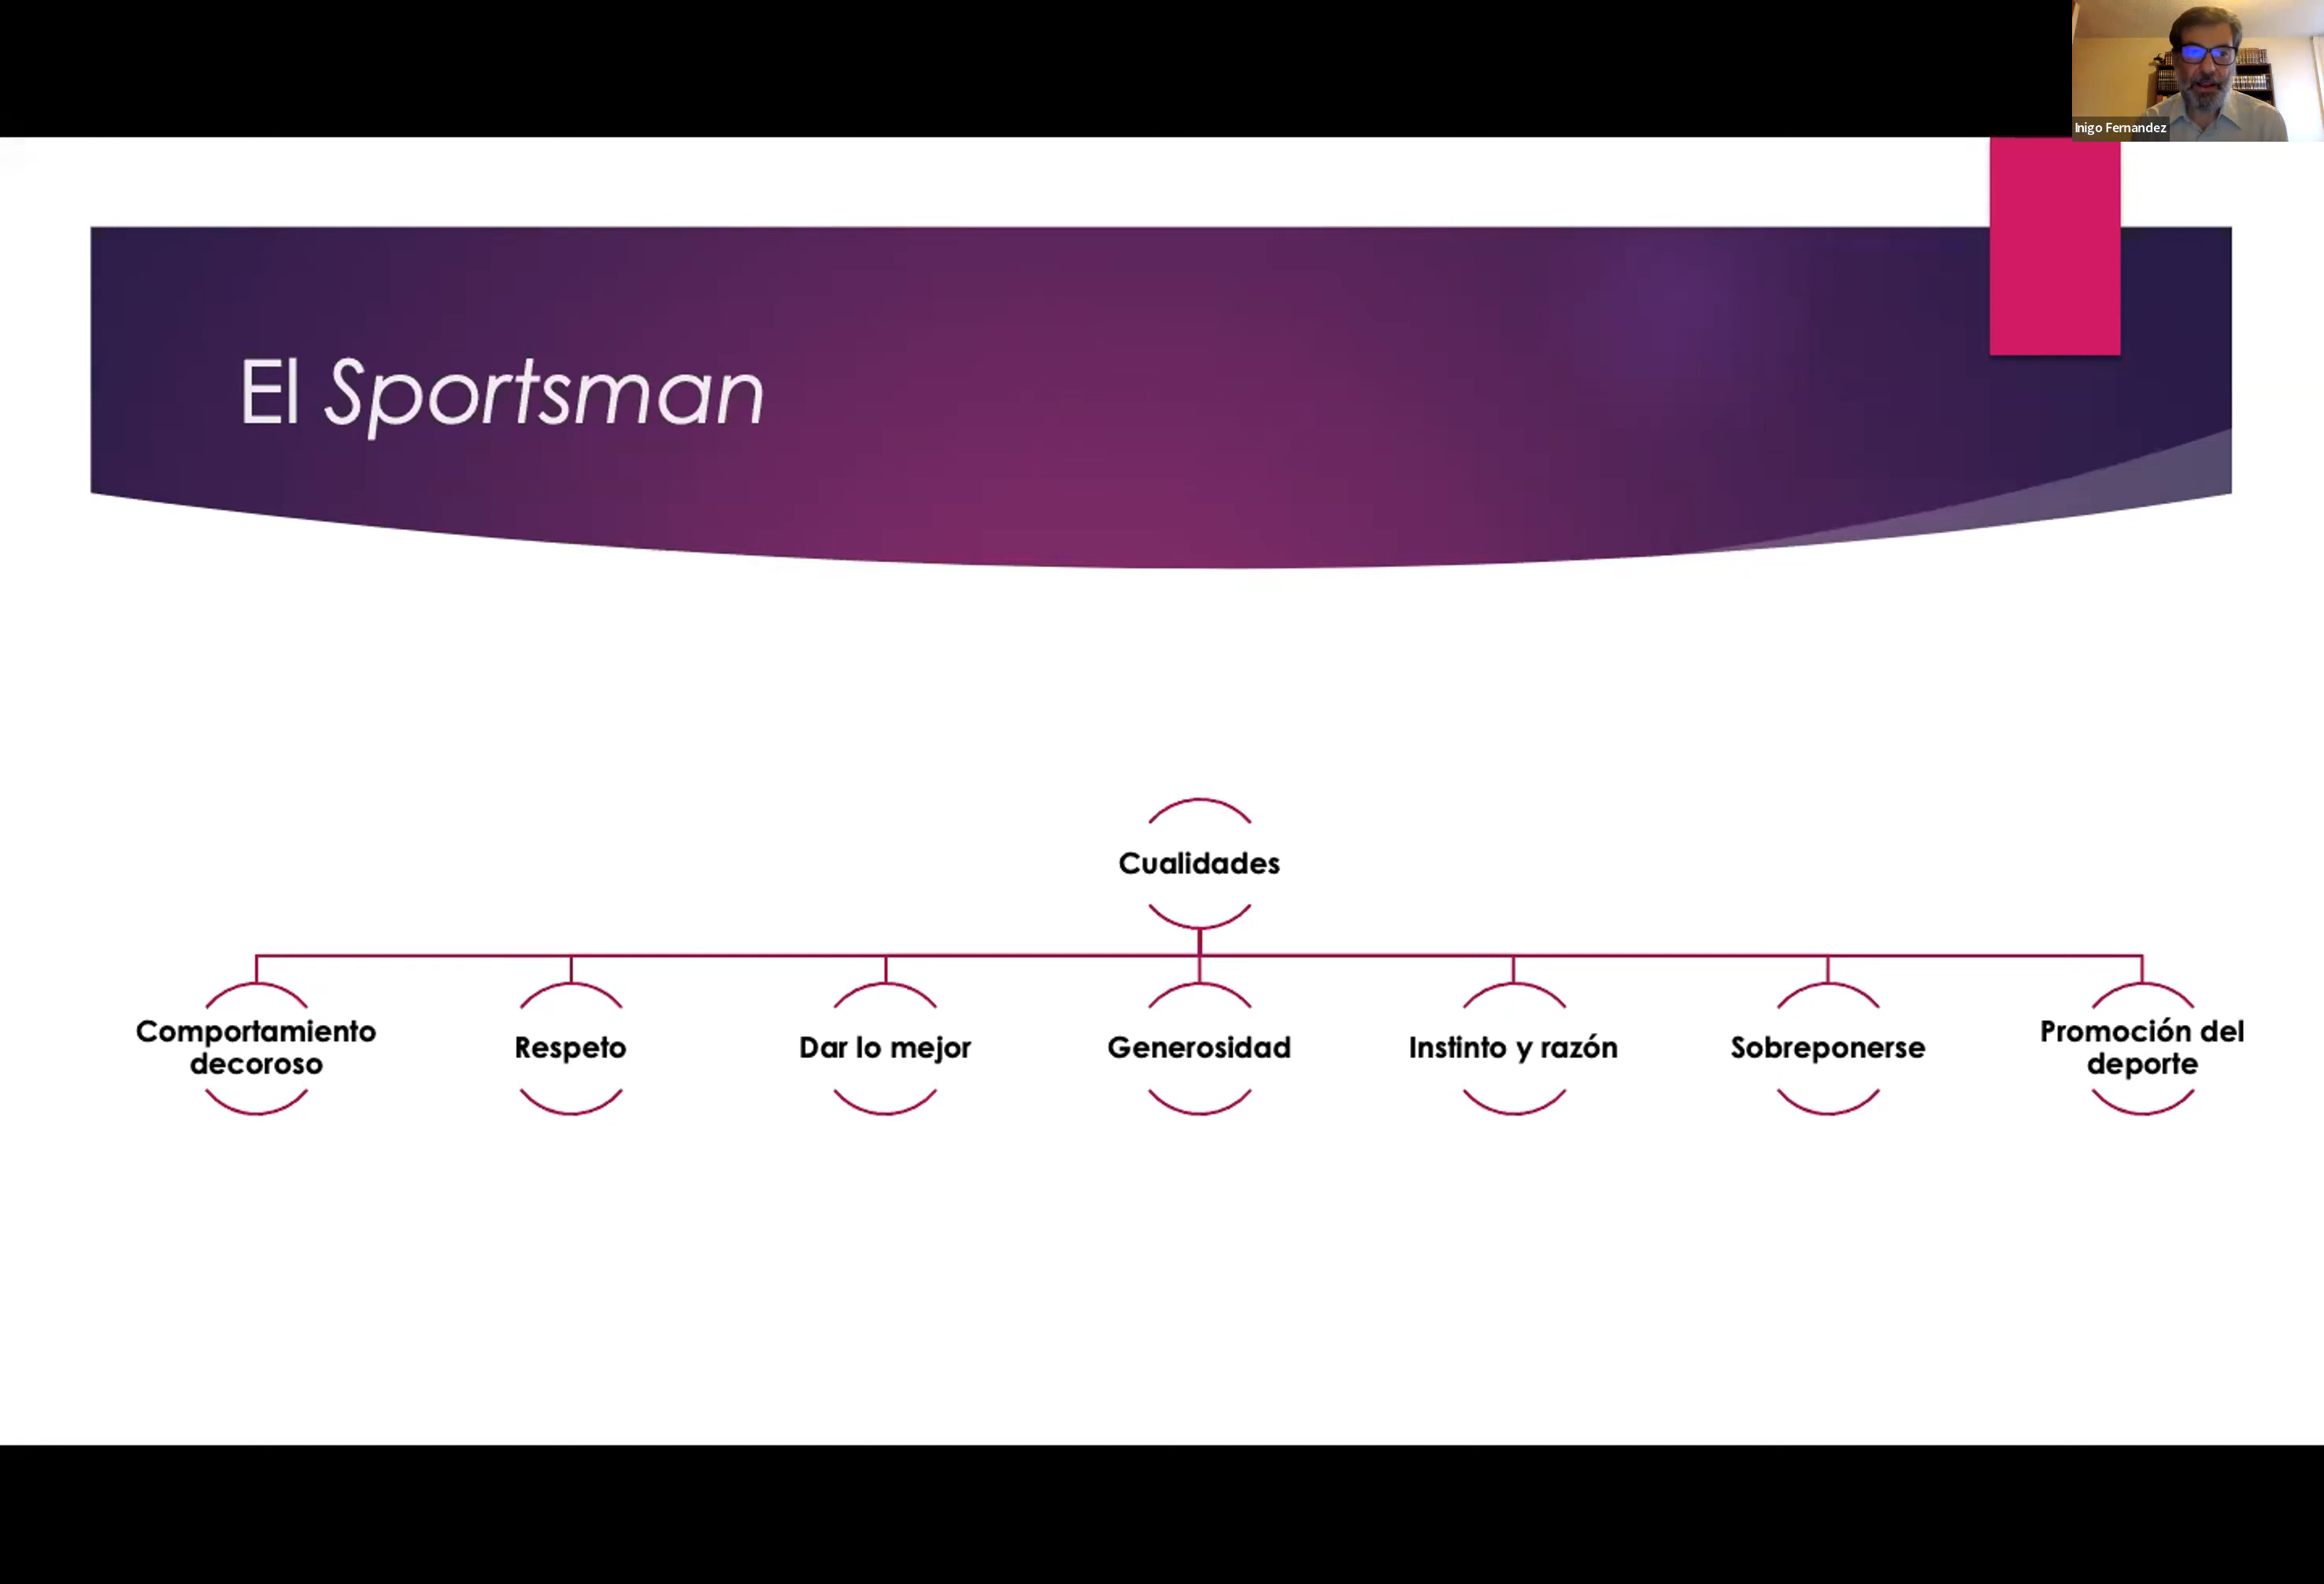 Inigo Fernandez
El Sportsman
Cualidades
Comportamiento
decoroso
Respeto
Dar lo mejor
Generosidad
Instinto y razón
Sobreponerse
Promoción del
deporte